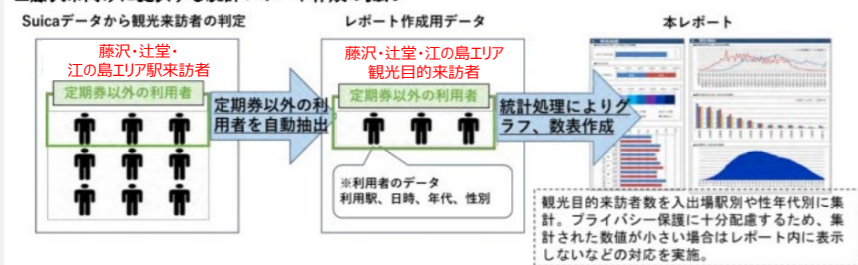 Suicaデータから観光来訪者の判定
レポート作成用データ
本レポート
藤沢・辻堂・
江の島エリア駅来訪者
定期券以外の利用者
定期券以外の利
用者を自動抽出
藤沢・辻堂・江の島エリア
観光目的来訪者
定期券以外の利用者
※利用者のデータ
利用駅、日時、年代、性別
統計処理によりグ
ラフ、数表作成
観光目的来訪者数を入出場駅別や性年代別に集
計。プライバシー保護に十分配慮するため、集
計された数値が小さい場合はレポート内に表示
しないなどの対応を実施。